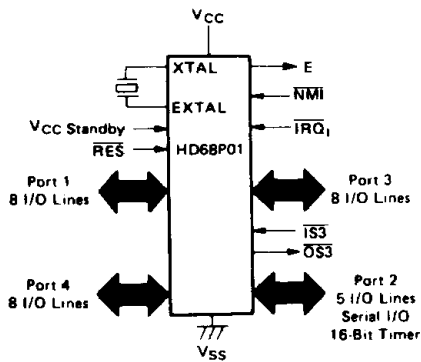 VCC
XTAL
E
EXTAL
NMI
VCC Standby
IRQ1
RES
HD68P01
Port 1
8 I/O Lines
Port 3
8 I/O Lines
IS3
OS3
Port 4
8 I/O Lines
Port 2
5 I/O Lines
Serial I/O
16-Bit Timer
VSS